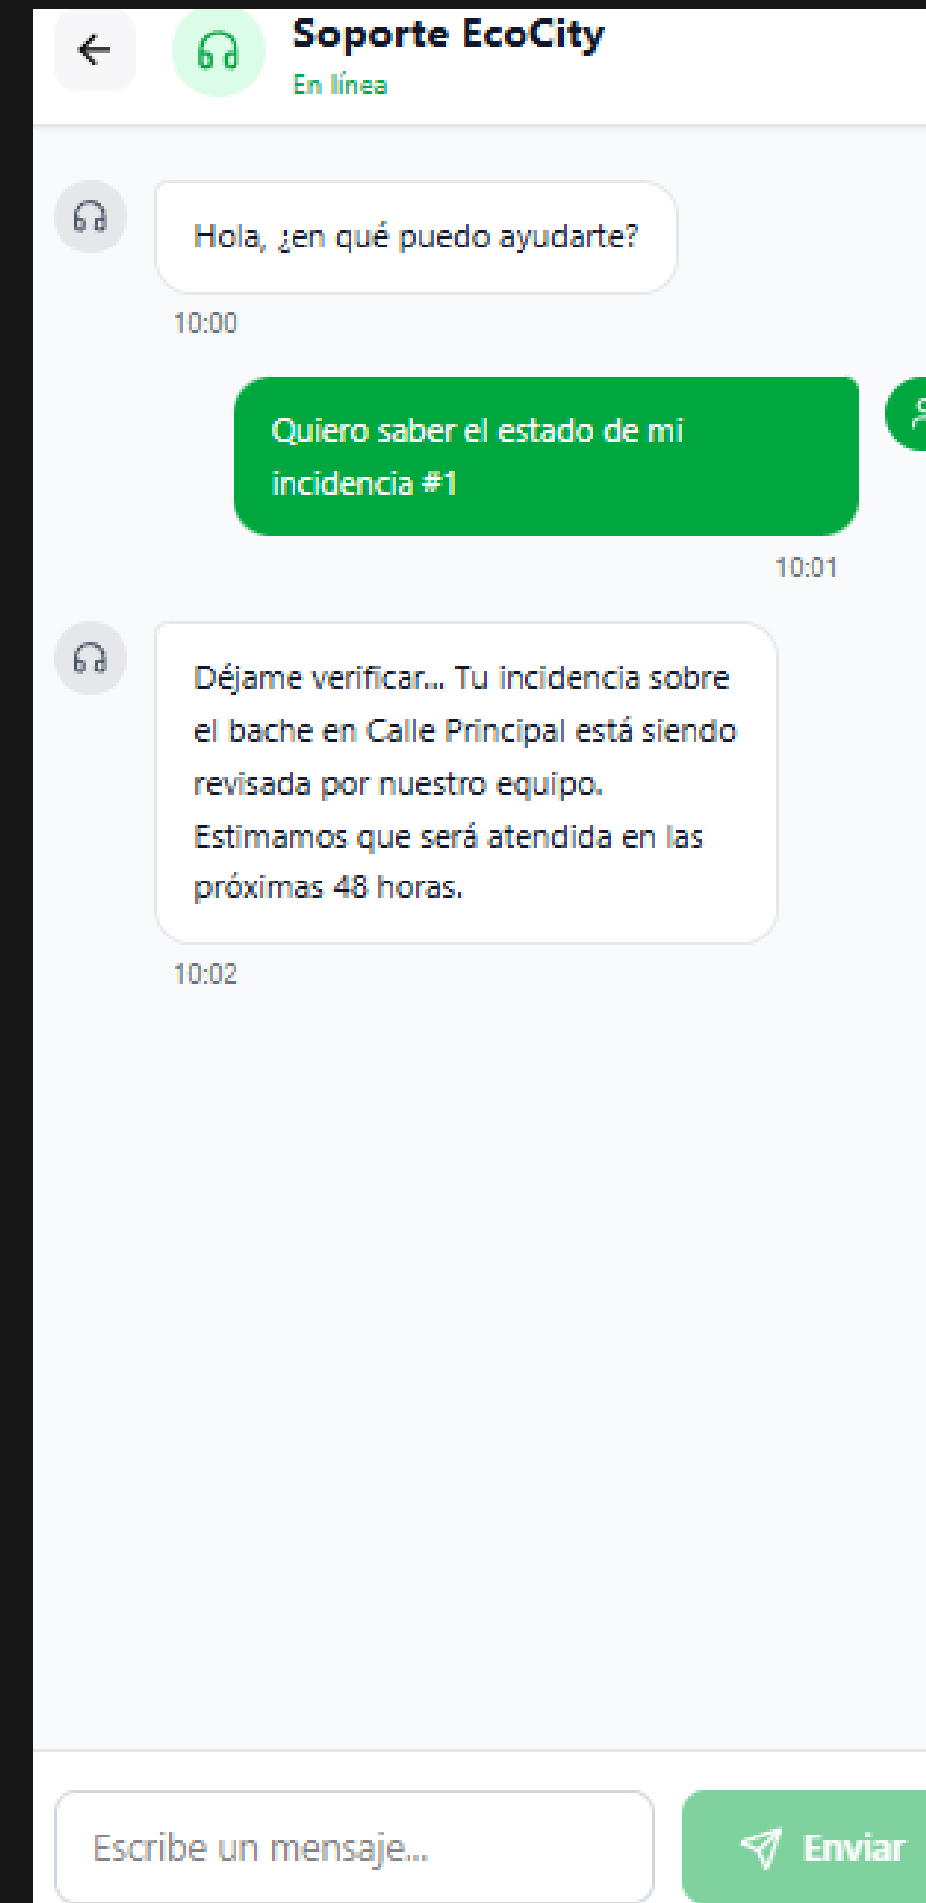 Soporte EcoCity
En línea
Hola, ¿en qué puedo ayudarte?
10:00
Quiero saber el estado de mi
incidencia #1
10:01
Déjame verificar... Tu incidencia sobre
el bache en Calle Principal está siendo
revisada por nuestro equipo.
Estimamos que será atendida en las
próximas 48 horas.
10:02
Escribe un mensaje...
Enviar